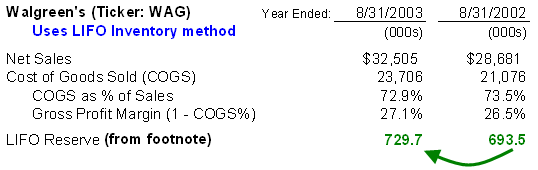 Walgreen's (Ticker: WAG) Year Ended: 8/31/2003 8/31/2002
Uses LIFO Inventory method (000s) (000s)
Net Sales $32,505 $28,681
Cost of Goods Sold (COGS) 23,706 21,076
COGS as % of Sales 72.9% 73.5%
Gross Profit Margin (1 - COGS%) 27.1% 26.5%
LIFO Reserve (from footnote) 729.7 693.5